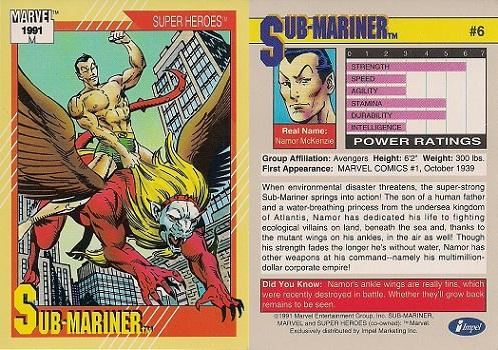 MARVEL
1991
M
SUPER HEROES™
SUB-MARINER™
SUB-MARINER™
#6
0 1 2 3 4 5 6 7
STRENGTH
SPEED
AGILITY
STAMINA
DURABILITY
INTELLIGENCE
POWER RATINGS
Real Name:
Namor McKenzie
Group Affiliation: Avengers Height: 6'2" Weight: 300 lbs.
First Appearance: MARVEL COMICS #1, October 1939
When environmental disaster threatens, the super-strong
Sub-Mariner springs into action! The son of a human father
and a water-breathing princess from the undersea kingdom
of Atlantis, Namor has dedicated his life to fighting
ecological villains on land, beneath the sea and, thanks to
the mutant wings on his ankles, in the air as well! Though
his strength fades the longer he's without water, Namor has
other weapons at his command--namely his multimillion-
dollar corporate empire!
Did You Know: Namor's ankle wings are really fins, which
were recently destroyed in battle. Whether they'll grow back
remains to be seen.
©1991 Marvel Entertainment Group, Inc. SUB-MARINER,
MARVEL and SUPER HEROES (co-owned): ™ Marvel.
Exclusively distributed by Impel Marketing Inc.
Impel